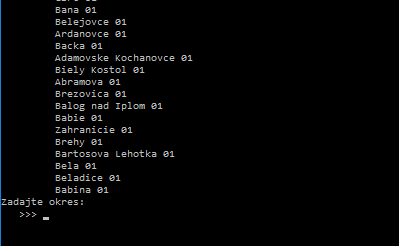 Bana 01
Belejovce 01
Ardanovce 01
Backa 01
Adamovske Kochanovce 01
Biely Kostol 01
Abramova 01
Brezovica 01
Balog nad Iplom 01
Babie 01
Zahranicie 01
Brehy 01
Bartosova Lehotka 01
Bela 01
Beladice 01
Babina 01
Zadajte okres:
>>> _